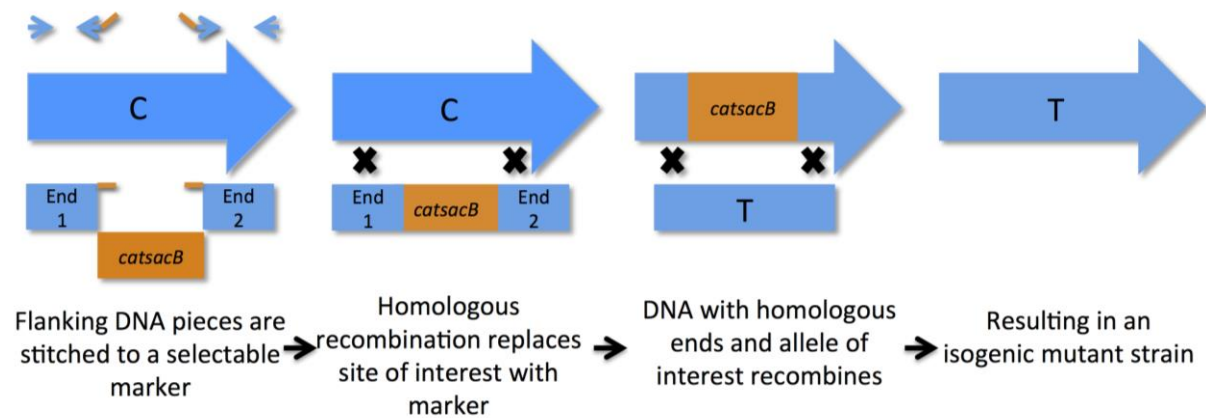 C
End
1
End
2
catsacB
Flanking DNA pieces are
stitched to a selectable
marker
C
End
1
catsacB
End
2
Homologous
recombination replaces
site of interest with
marker
catsacB
T
DNA with homologous
ends and allele of
interest recombines
T
Resulting in an
isogenic mutant strain